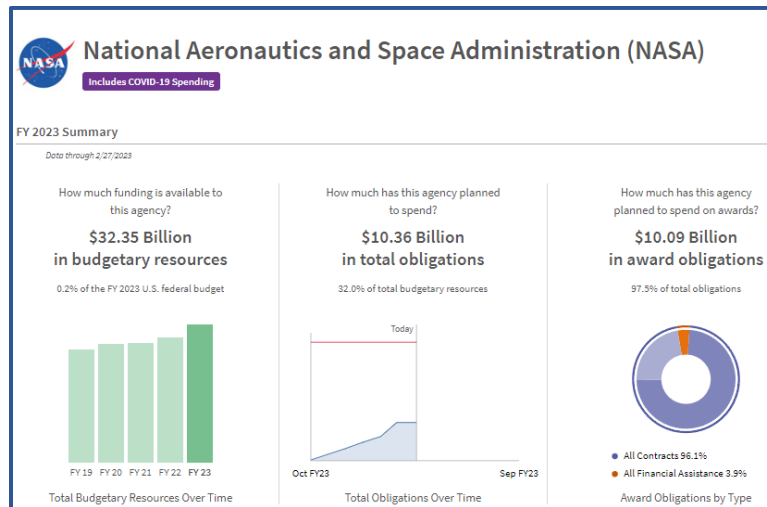 NASA
National Aeronautics and Space Administration (NASA)
Includes COVID-19 Spending
FY 2023 Summary
Data through 2/27/2023
How much funding is available to
this agency?
$32.35 Billion
in budgetary resources
0.2% of the FY 2023 U.S. federal budget
FY 19 FY 20 FY 21 FY 22 FY 23
Total Budgetary Resources Over Time
How much has this agency planned
to spend?
$10.36 Billion
in total obligations
32.0% of total budgetary resources
Today
Oct FY23 Sep FY23
Total Obligations Over Time
How much has this agency
planned to spend on awards?
$10.09 Billion
in award obligations
97.5% of total obligations
All Contracts 96.1%
All Financial Assistance 3.9%
Award Obligations by Type